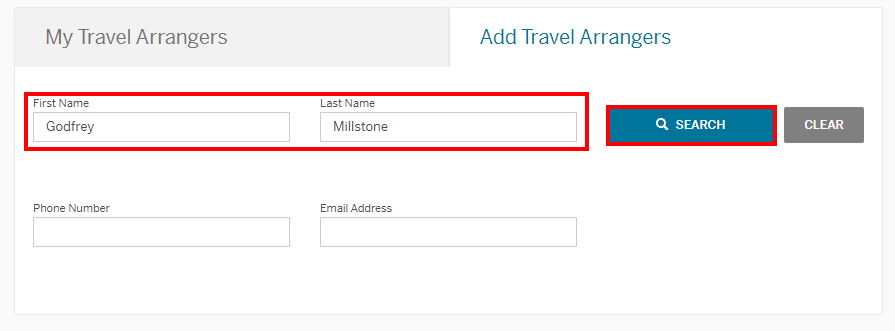 My Travel Arrangers
Add Travel Arrangers
First Name
Last Name
Godfrey
Millstone
SEARCH
CLEAR
Phone Number
Email Address